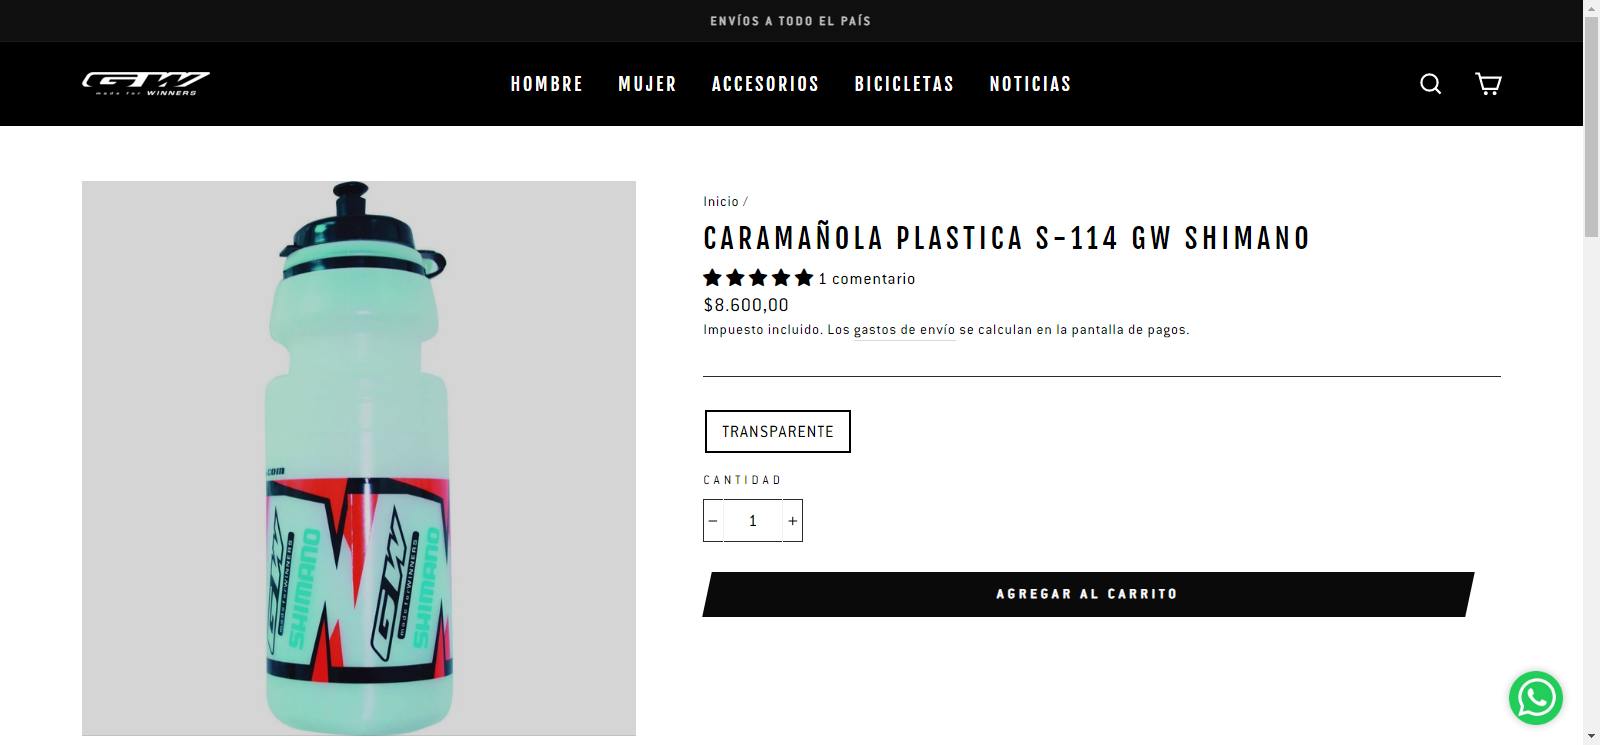 ENVÍOS A TODO EL PAÍS
GW
made for WINNERS
HOMBRE MUJER ACCESORIOS BICICLETAS NOTICIAS
Inicio /
CARAMAÑOLA PLASTICA S-114 GW SHIMANO
1 comentario
$8.600,00
Impuesto incluido. Los gastos de envío se calculan en la pantalla de pagos.
TRANSPARENTE
CANTIDAD
− 1 +
AGREGAR AL CARRITO
.com
GW
made for WINNERS
SHIMANO
GW
made for WINNERS
SHIMANO